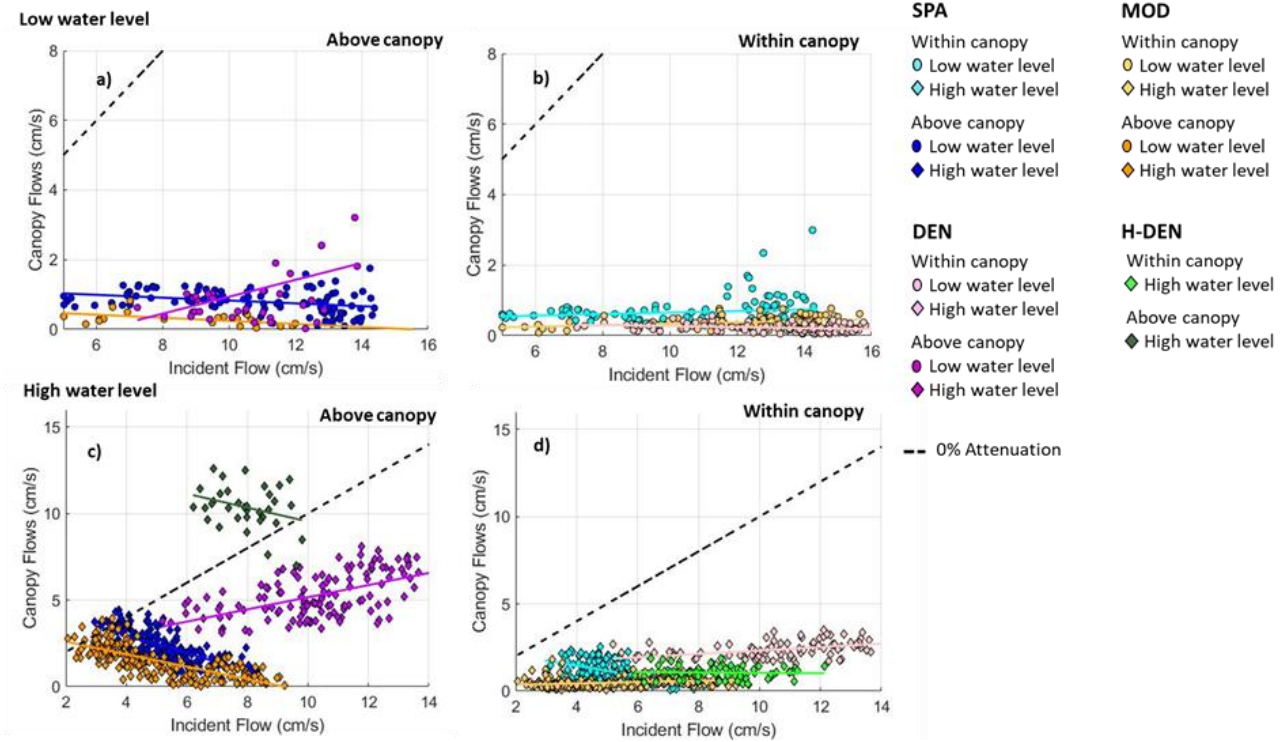 Low water level
Above canopy
a)
8
6
4
2
0
6
8
10
12
14
16
Canopy Flows (cm/s)
Incident Flow (cm/s)
Within canopy
b)
8
6
4
2
0
6
8
10
12
14
16
Canopy Flows (cm/s)
Incident Flow (cm/s)
High water level
Above canopy
c)
15
10
5
0
2
4
6
8
10
12
14
Canopy Flows (cm/s)
Incident Flow (cm/s)
Within canopy
d)
15
10
5
0
2
4
6
8
10
12
14
Canopy Flows (cm/s)
Incident Flow (cm/s)
SPA
Within canopy
Low water level
High water level
Above canopy
Low water level
High water level
MOD
Within canopy
Low water level
High water level
Above canopy
Low water level
High water level
DEN
Within canopy
Low water level
High water level
Above canopy
Low water level
High water level
H-DEN
Within canopy
High water level
Above canopy
High water level
0% Attenuation